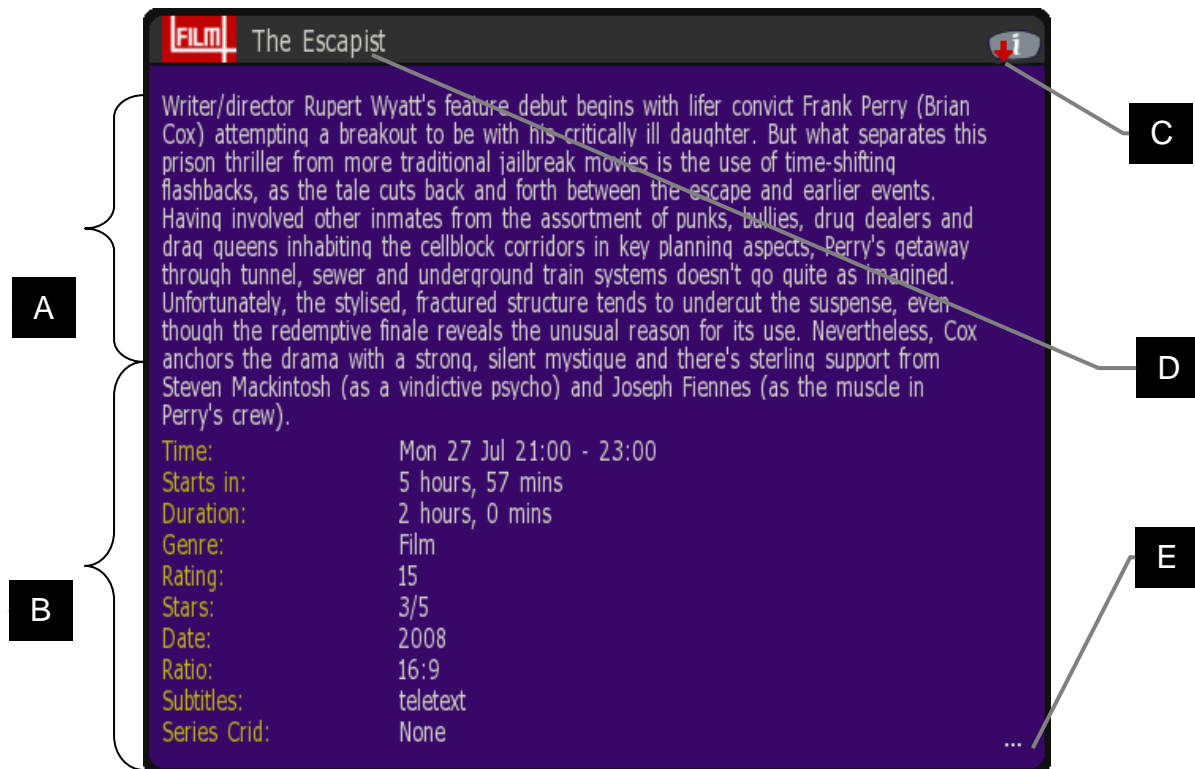 FILM4 The Escapist i
Writer/director Rupert Wyatt's feature debut begins with lifer convict Frank Perry (Brian
Cox) attempting a breakout to be with his critically ill daughter. But what separates this
prison thriller from more traditional jailbreak movies is the use of time-shifting
flashbacks, as the tale cuts back and forth between the escape and earlier events.
Having involved other inmates from the assortment of punks, bullies, drug dealers and
drag queens inhabiting the cellblock corridors in key planning aspects, Perry's getaway
through tunnel, sewer and underground train systems doesn't go quite as imagined.
Unfortunately, the stylised, fractured structure tends to undercut the suspense, even
though the redemptive finale reveals the unusual reason for its use. Nevertheless, Cox
anchors the drama with a strong, silent mystique and there's sterling support from
Steven Mackintosh (as a vindictive psycho) and Joseph Fiennes (as the muscle in
Perry's crew).
Time: Mon 27 Jul 21:00 - 23:00
Starts in: 5 hours, 57 mins
Duration: 2 hours, 0 mins
Genre: Film
Rating: 15
Stars: 3/5
Date: 2008
Ratio: 16:9
Subtitles: teletext
Series Crid: None
...
A
B
C
D
E